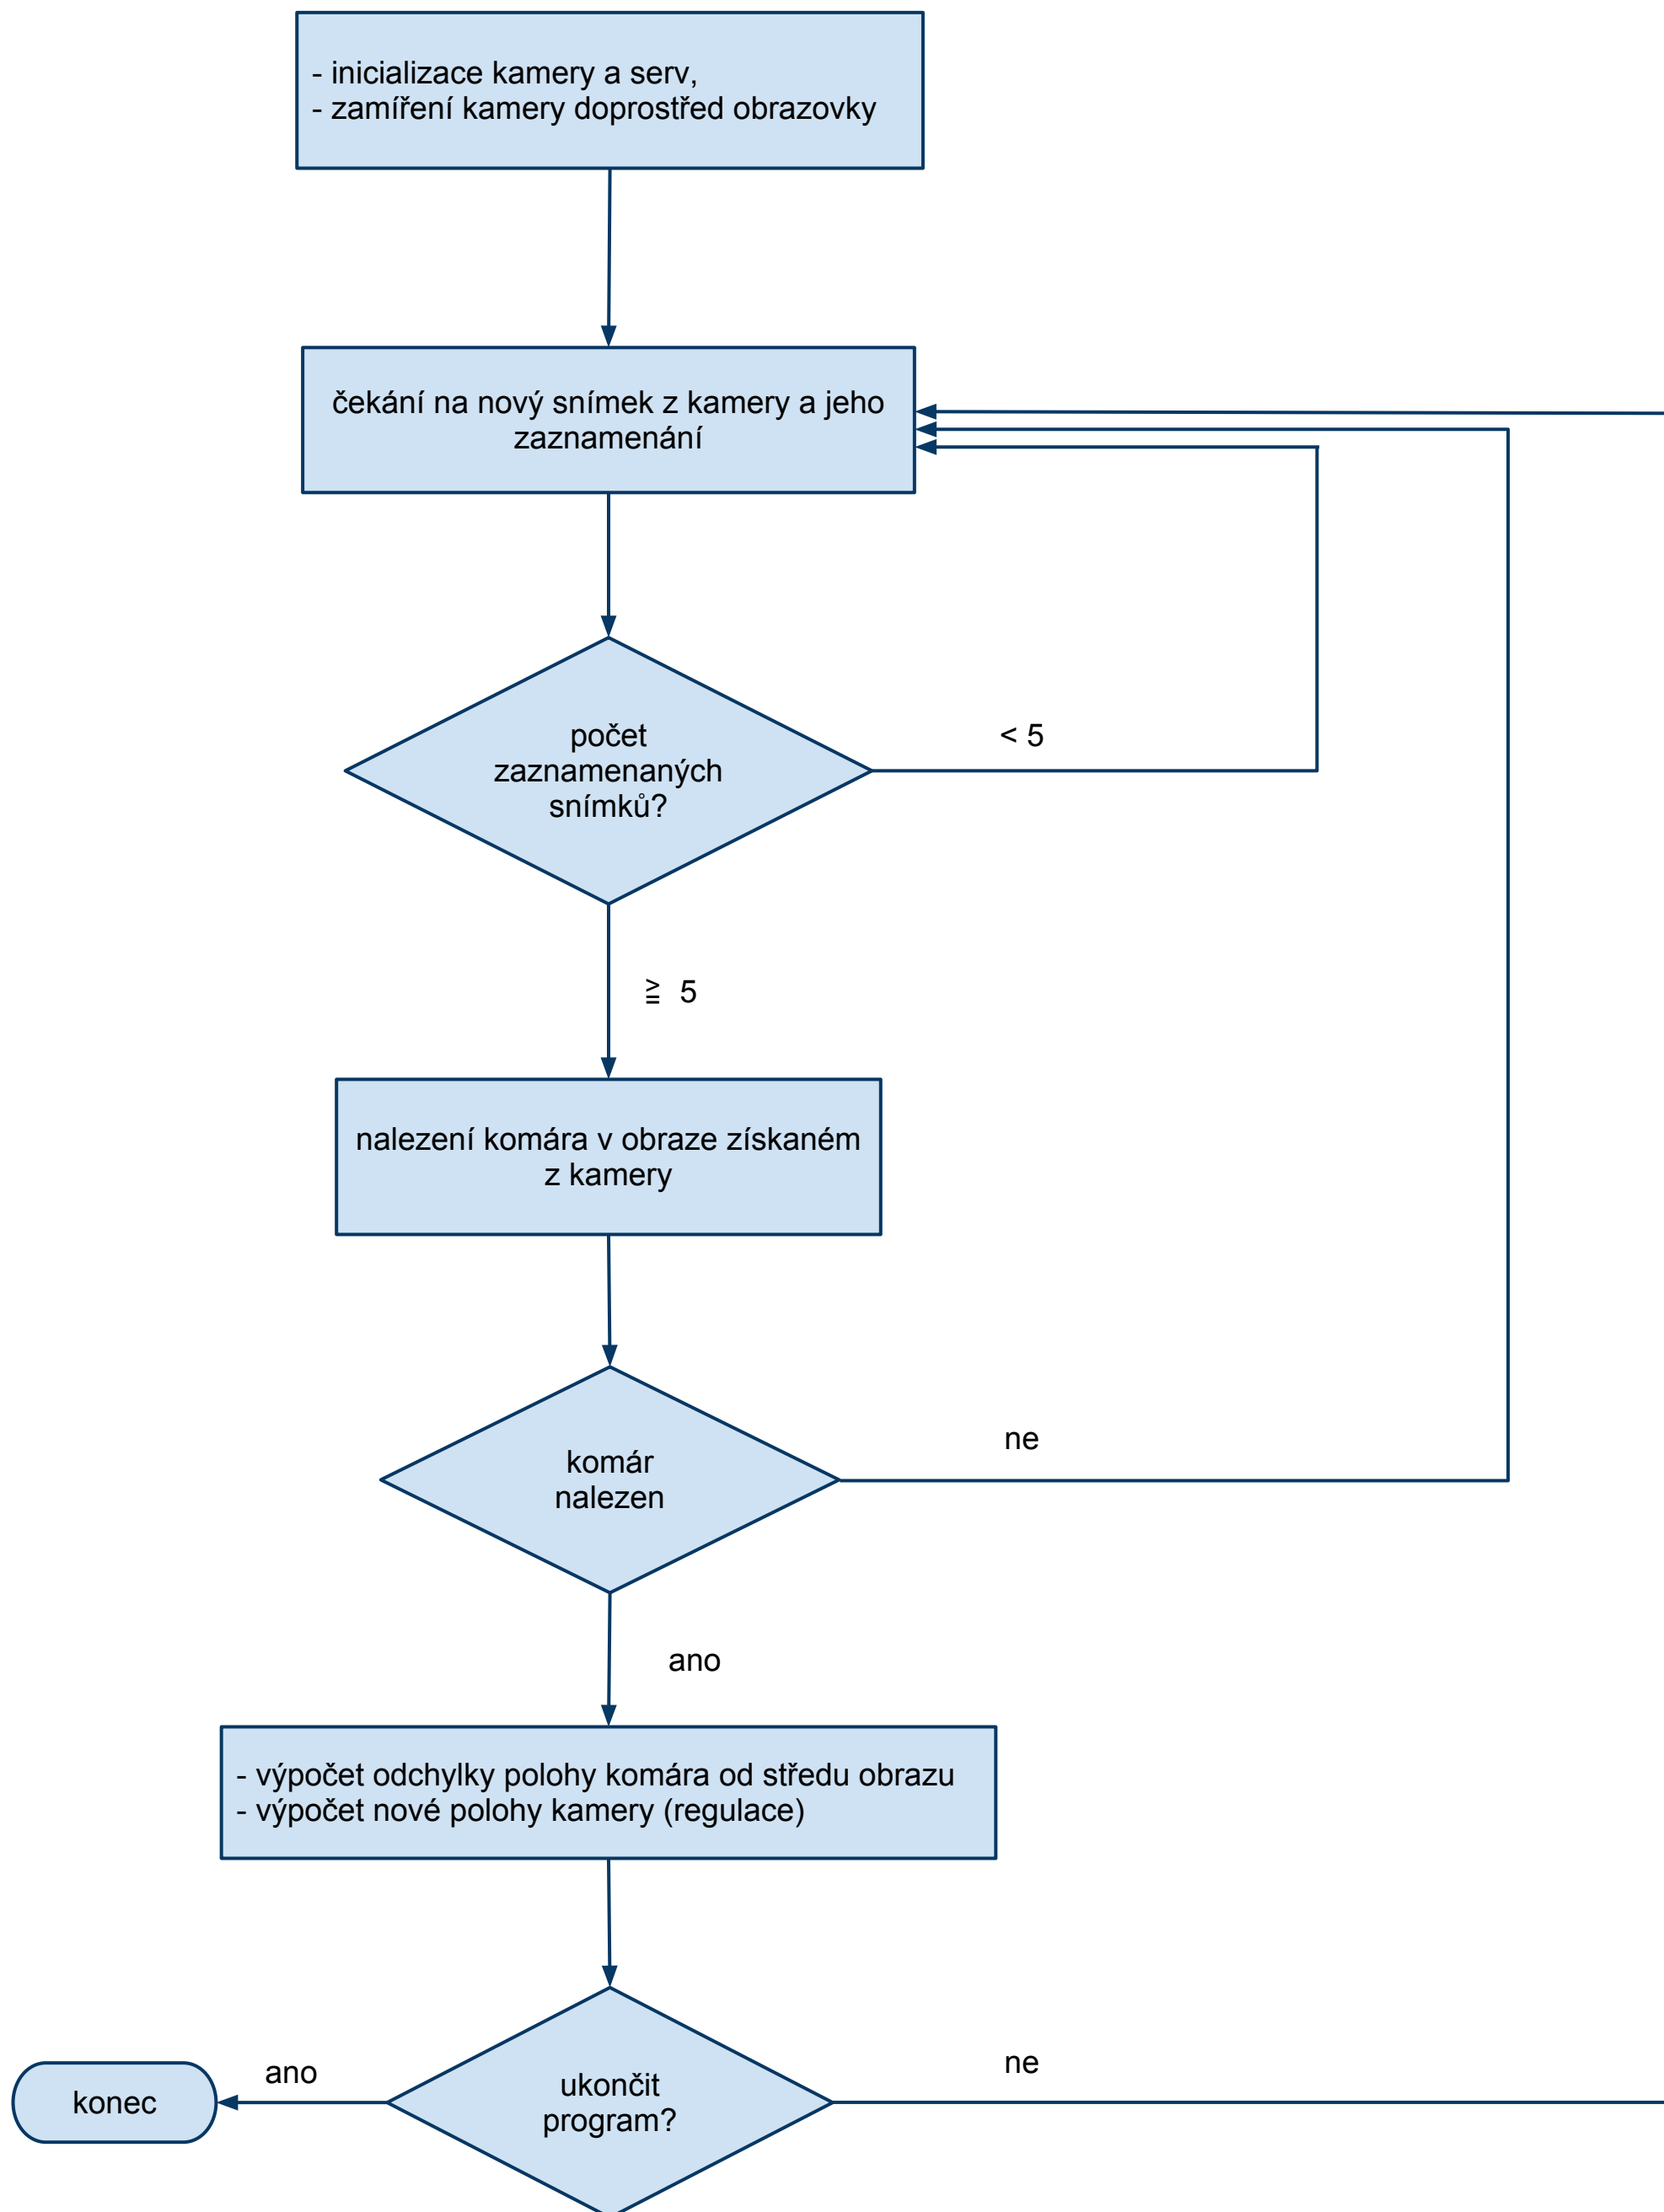 - inicializace kamery a serv,
- zamíření kamery doprostřed obrazovky
čekání na nový snímek z kamery a jeho
zaznamenání
počet
zaznamenaných
snímků?
< 5
≧ 5
nalezení komára v obraze získaném
z kamery
komár
nalezen
ne
ano
- výpočet odchylky polohy komára od středu obrazu
- výpočet nové polohy kamery (regulace)
ukončit
program?
ano
ne
konec